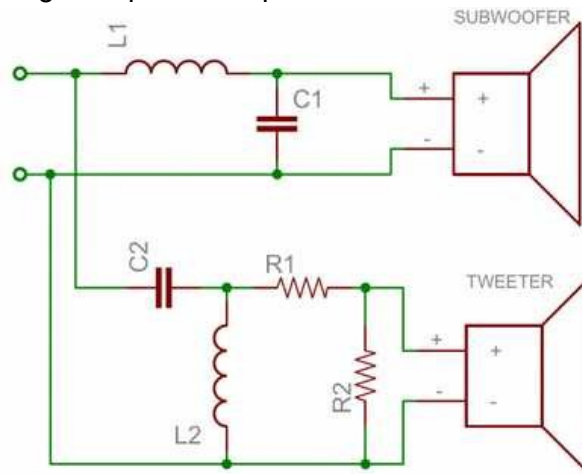 SUBWOOFER
L1
C1
+
+
-
-
C2
R1
TWEETER
+
+
R2
-
-
L2